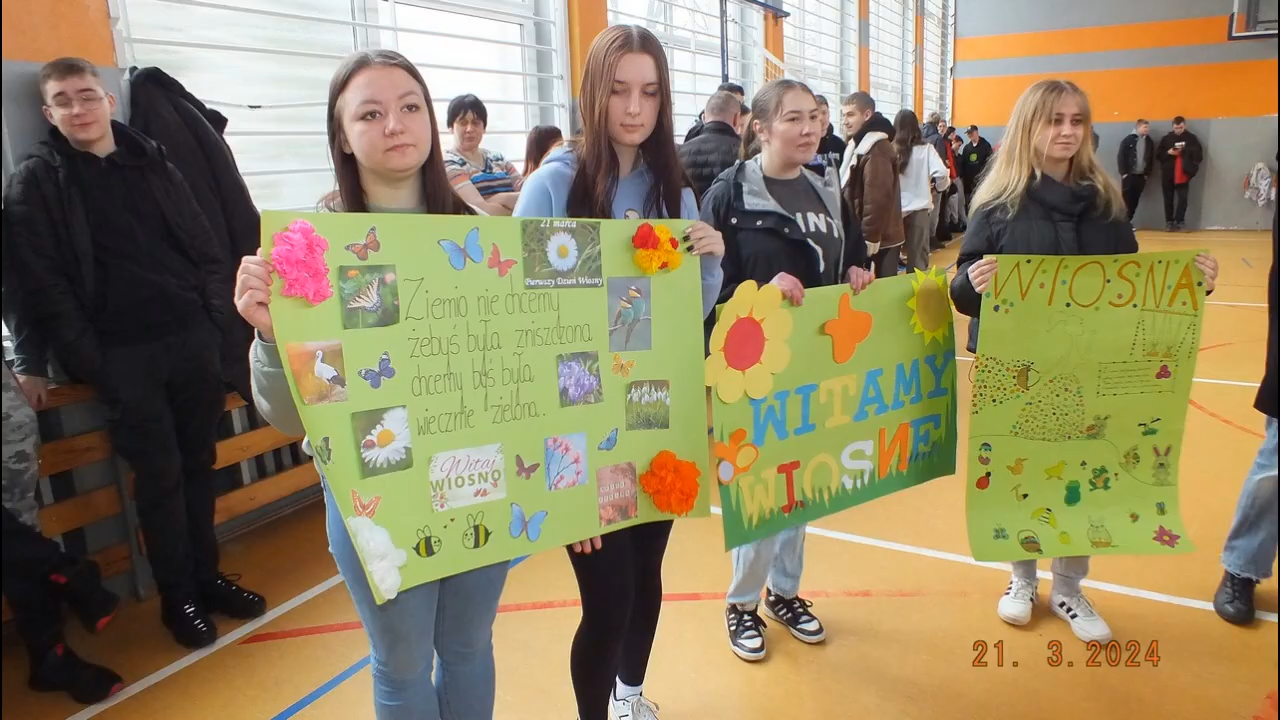 21 marca
Pierwszy Dzień Wiosny
Ziemio nie chcemy
żebyś była zniszczona
chcemy byś była
wiecznie zielona..
Witaj
WIOSNO
WITAMY
WIOSNE...
WIOSNA
21. 3.2024